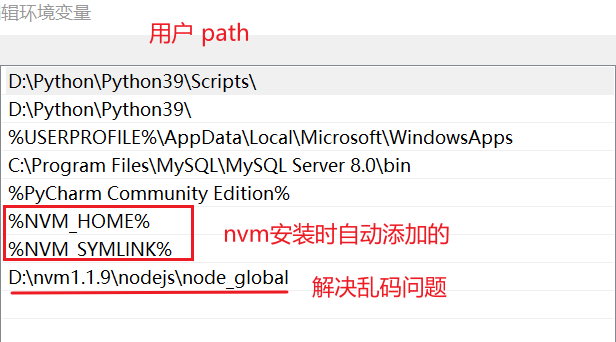 辑环境变量
用户 path
D:\Python\Python39\Scripts\
D:\Python\Python39\
%USERPROFILE%\AppData\Local\Microsoft\WindowsApps
C:\Program Files\MySQL\MySQL Server 8.0\bin
%PyCharm Community Edition%
%NVM_HOME%
%NVM_SYMLINK%
nvm安装时自动添加的
D:\nvm1.1.9\nodejs\node_global
解决乱码问题